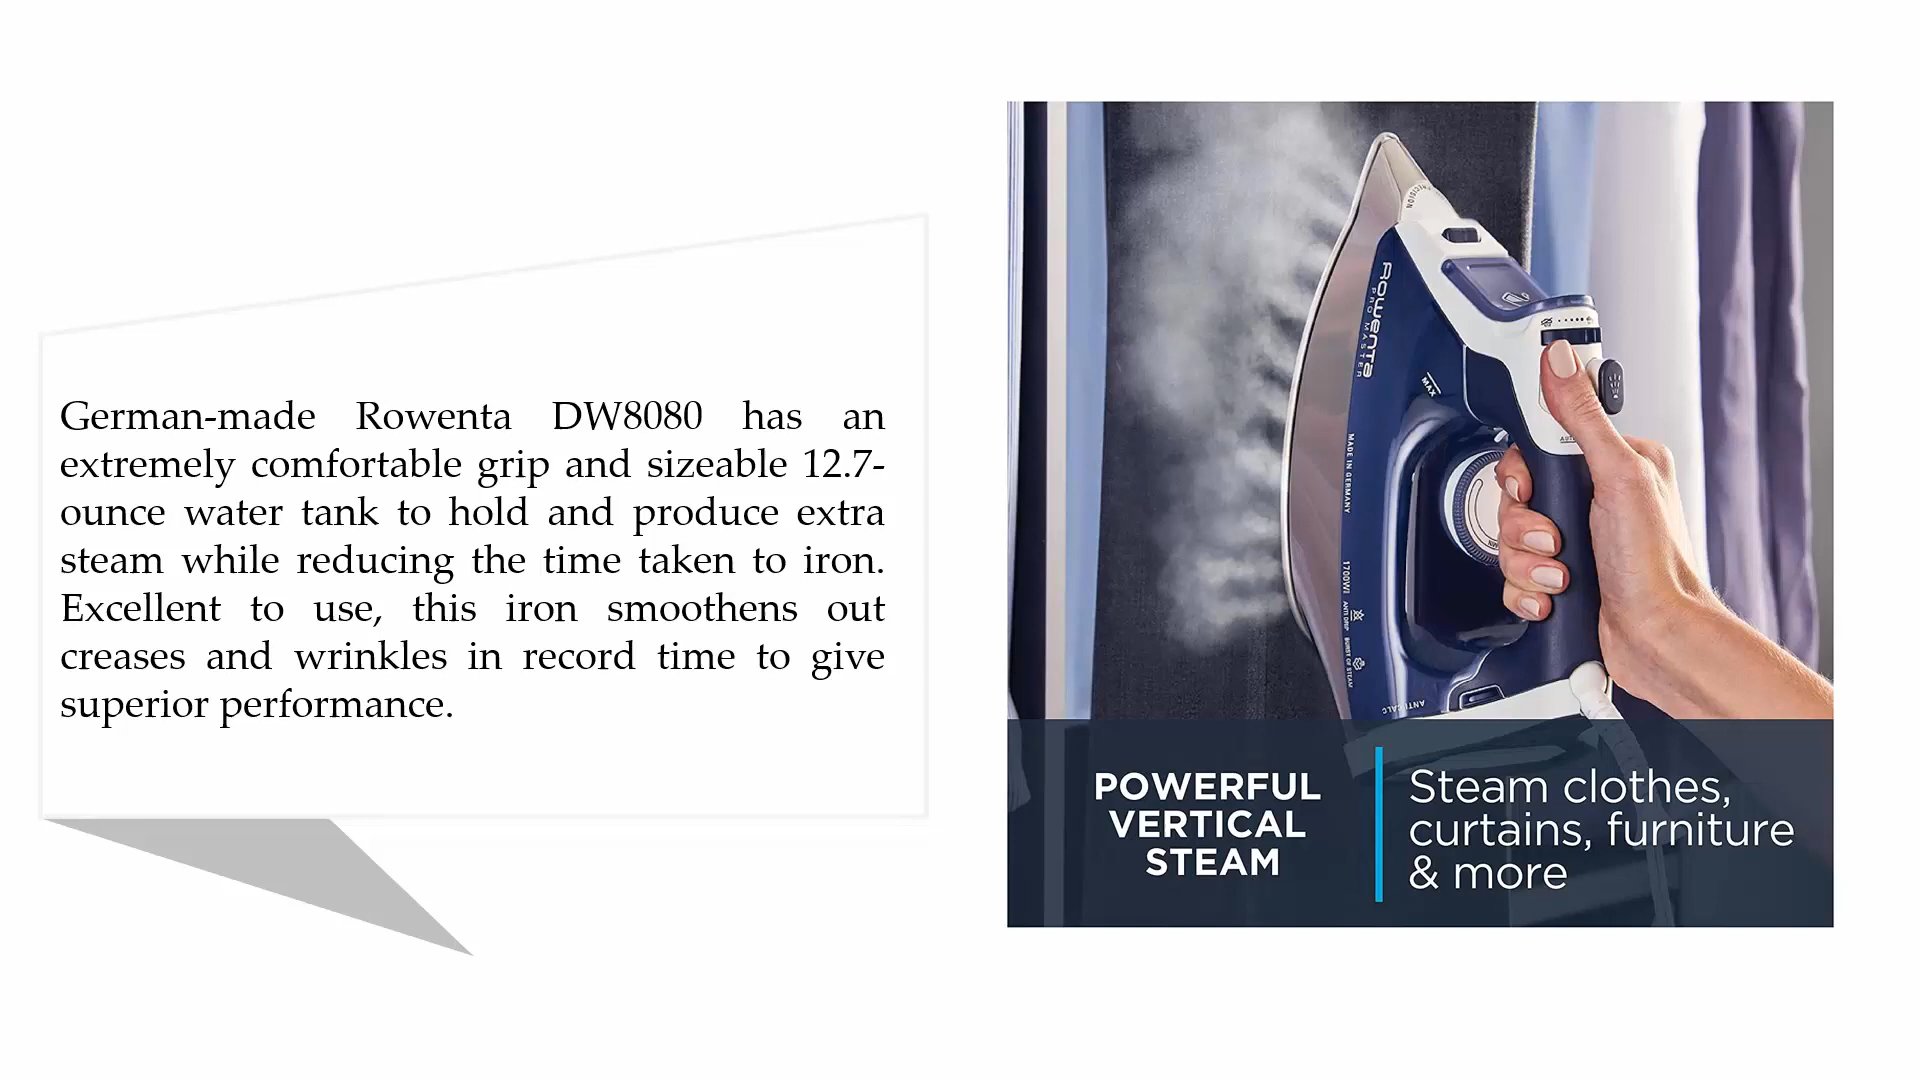 German-made Rowenta DW8080 has an
extremely comfortable grip and sizeable 12.7-
ounce water tank to hold and produce extra
steam while reducing the time taken to iron.
Excellent to use, this iron smoothens out
creases and wrinkles in record time to give
superior performance.
Rowenta
PRO MASTER
MAX
MADE IN GERMANY
1700W
ANTI DRIP
BURST OF STEAM
ANTI CALC
POWERFUL
VERTICAL
STEAM
Steam clothes,
curtains, furniture
& more